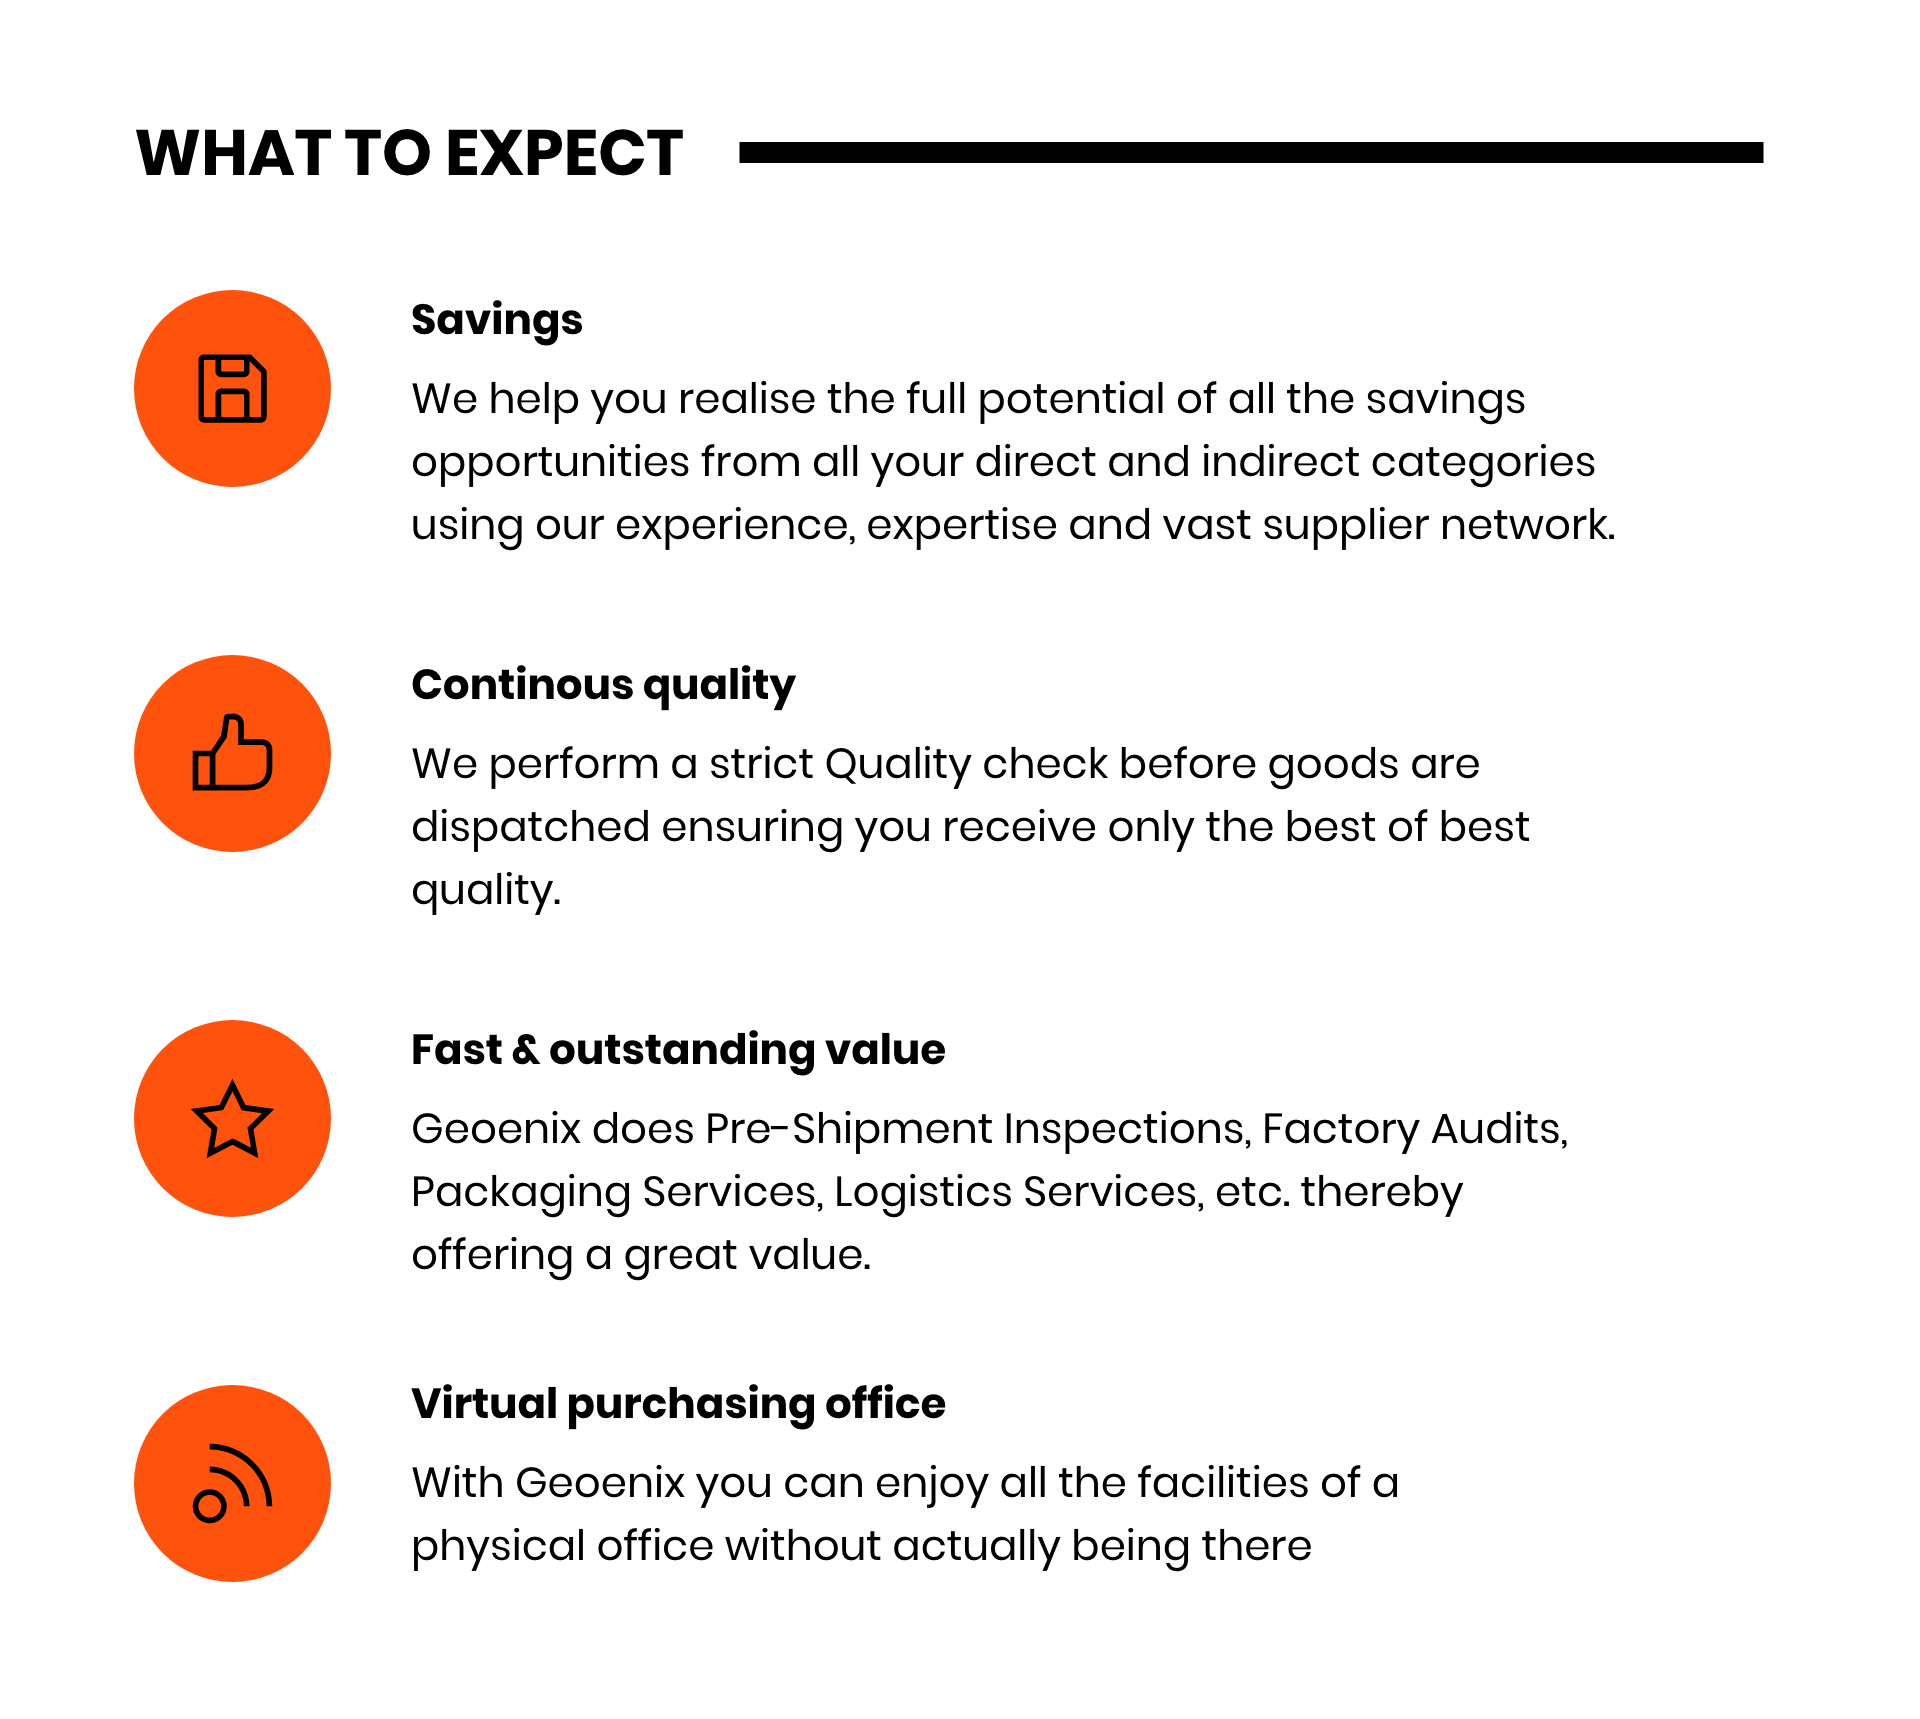 WHAT TO EXPECT
Savings
We help you realise the full potential of all the savings
opportunities from all your direct and indirect categories
using our experience, expertise and vast supplier network.
Continous quality
We perform a strict Quality check before goods are
dispatched ensuring you receive only the best of best
quality.
Fast & outstanding value
Geoenix does Pre-Shipment Inspections, Factory Audits,
Packaging Services, Logistics Services, etc. thereby
offering a great value.
Virtual purchasing office
With Geoenix you can enjoy all the facilities of a
physical office without actually being there